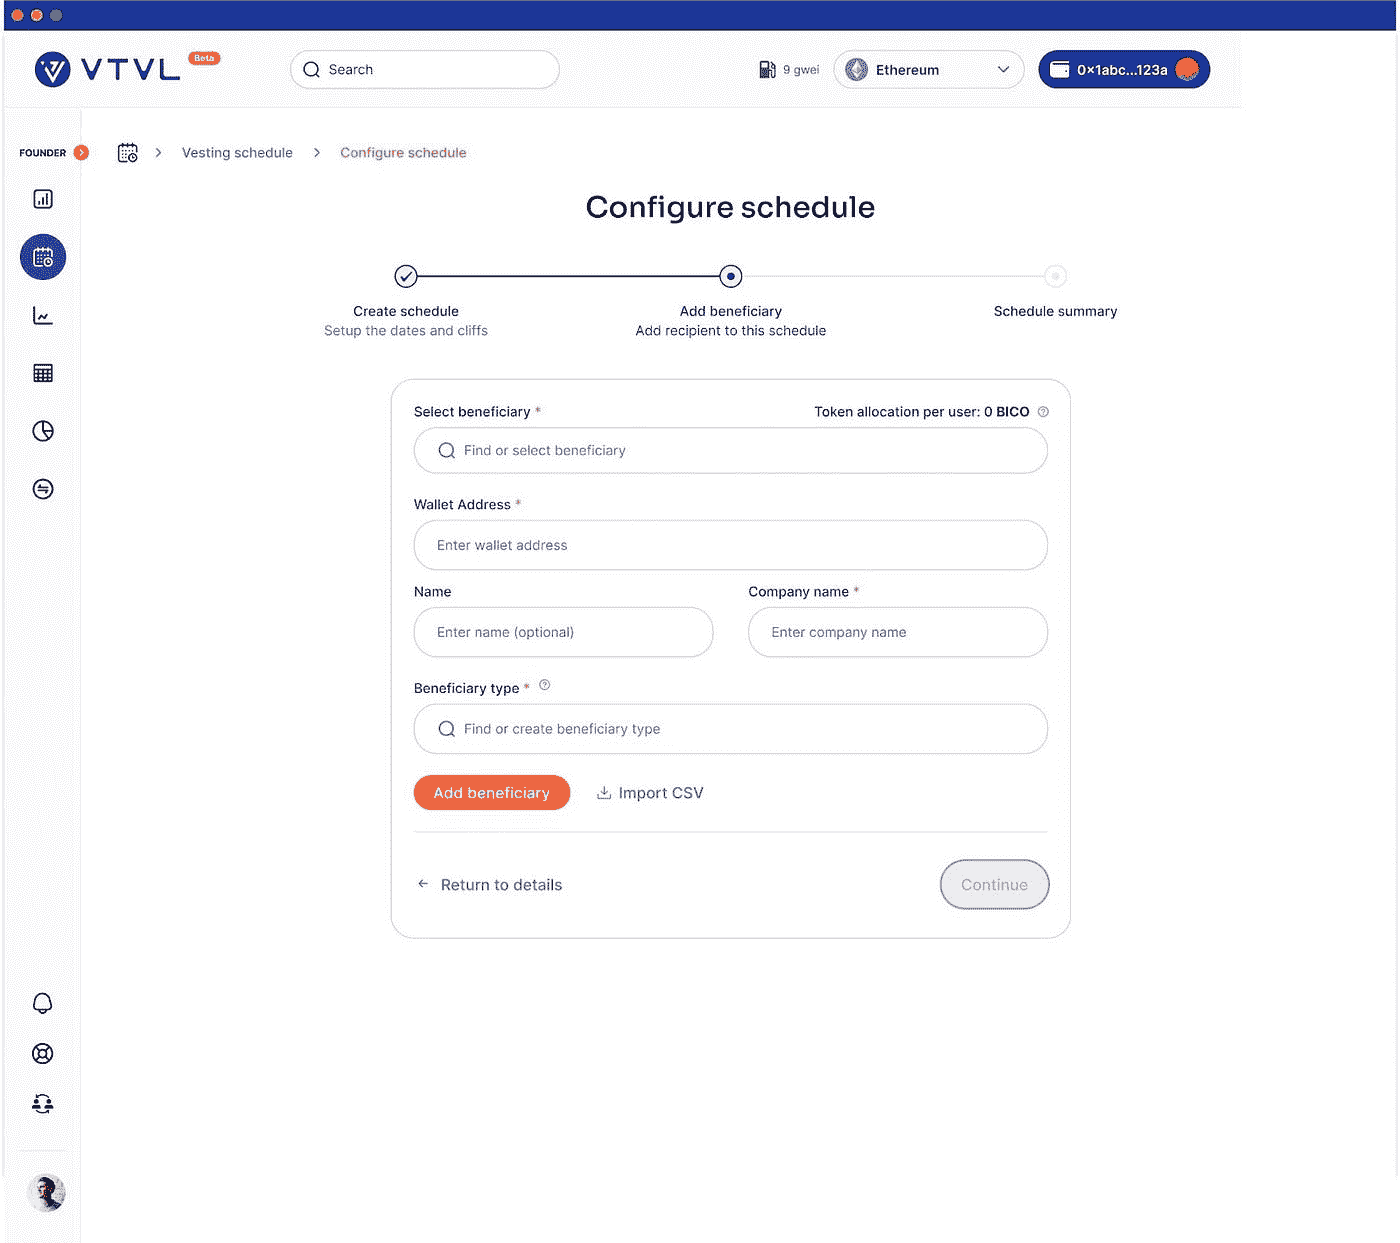 VTVL Beta
Search
9 gwei
Ethereum
0x1abc...123a
FOUNDER
Vesting schedule
Configure schedule
Configure schedule
Create schedule
Setup the dates and cliffs
Add beneficiary
Add recipient to this schedule
Schedule summary
Select beneficiary *
Token allocation per user: 0 BICO
Find or select beneficiary
Wallet Address *
Enter wallet address
Name
Company name *
Enter name (optional)
Enter company name
Beneficiary type *
Find or create beneficiary type
Add beneficiary
Import CSV
Return to details
Continue